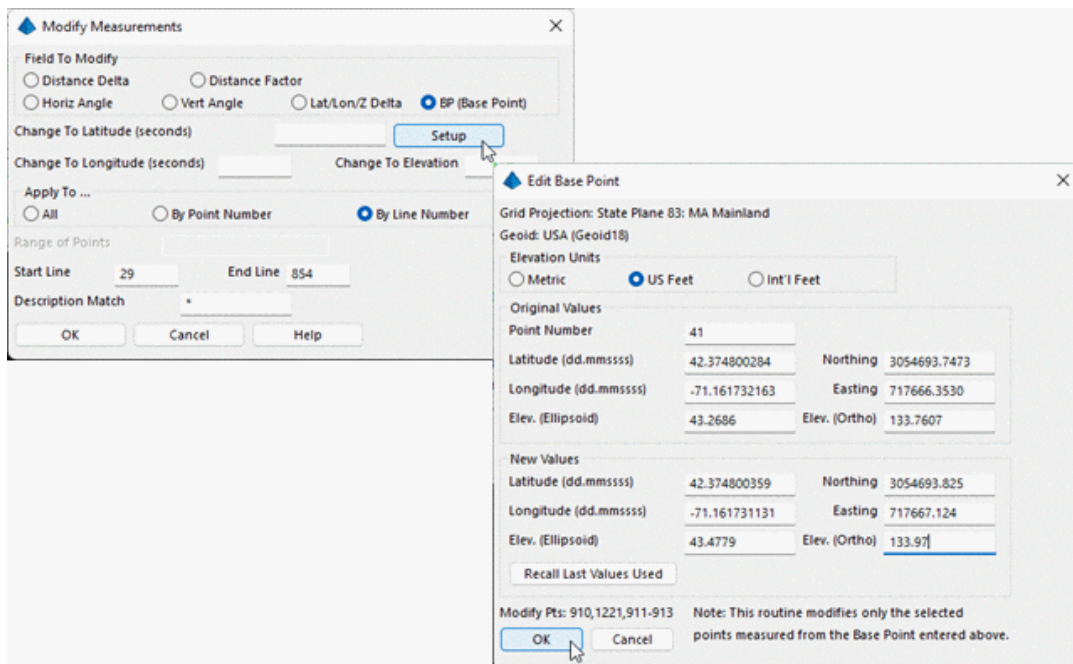 Modify Measurements
Field To Modify
Distance Delta Distance Factor
Horiz Angle Vert Angle Lat/Lon/Z Delta BP (Base Point)
Change To Latitude (seconds) Setup
Change To Longitude (seconds) Change To Elevation
Apply To ...
All By Point Number By Line Number
Range of Points
Start Line 29 End Line 854
Description Match *
OK Cancel Help
Edit Base Point
Grid Projection: State Plane 83: MA Mainland
Geoid: USA (Geoid18)
Elevation Units
Metric US Feet Int'l Feet
Original Values
Point Number 41
Latitude (dd.mmssss) 42.374800284 Northing 3054693.7473
Longitude (dd.mmssss) -71.161732163 Easting 717666.3530
Elev. (Ellipsoid) 43.2686 Elev. (Ortho) 133.7607
New Values
Latitude (dd.mmssss) 42.374800359 Northing 3054693.825
Longitude (dd.mmssss) -71.161731131 Easting 717667.124
Elev. (Ellipsoid) 43.4779 Elev. (Ortho) 133.97
Recall Last Values Used
Modify Pts: 910,1221,911-913 Note: This routine modifies only the selected
points measured from the Base Point entered above.
OK Cancel